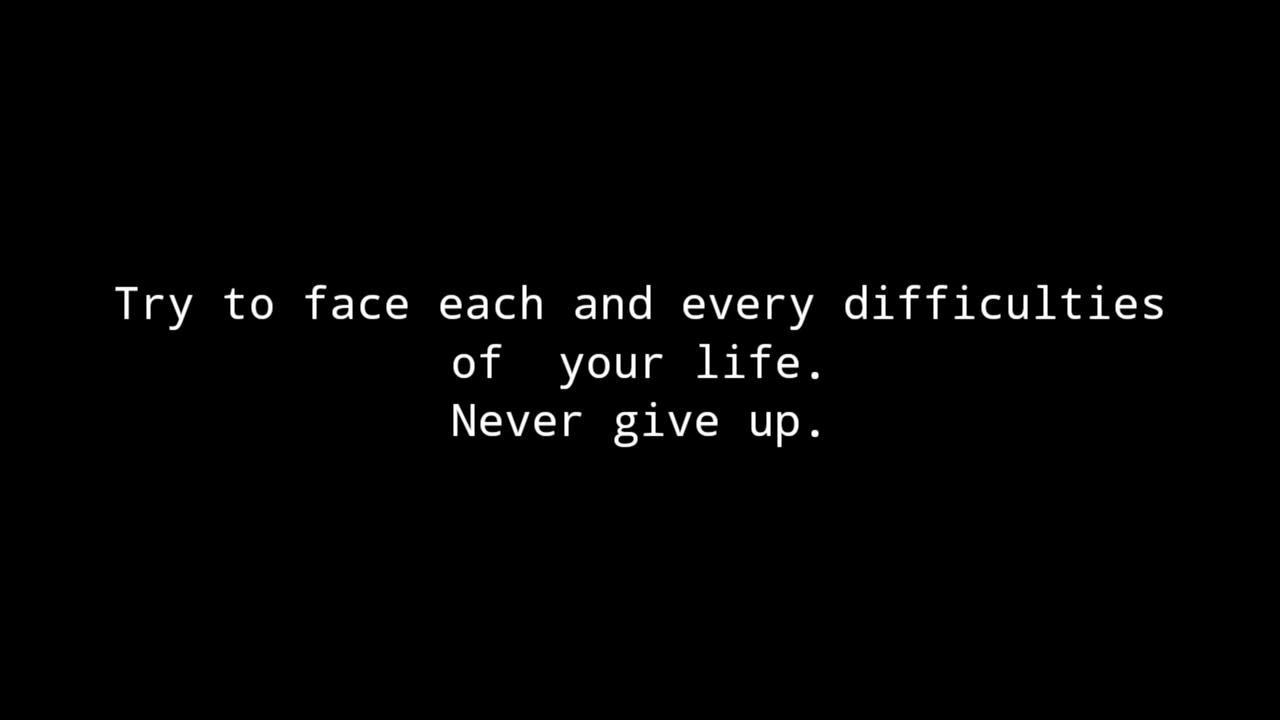 Try to face each and every difficulties
of  your life.
Never give up.